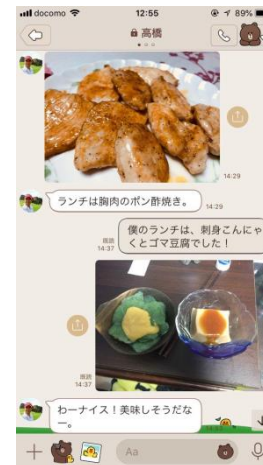 docomo 12:55 89%
高橋
14:29
ランチは胸肉のポン酢焼き。
14:29
僕のランチは、刺身こんにゃ
くとゴマ豆腐でした！
既読
14:37
既読
14:37
わーナイス！美味しそうだな
ー。
Aa